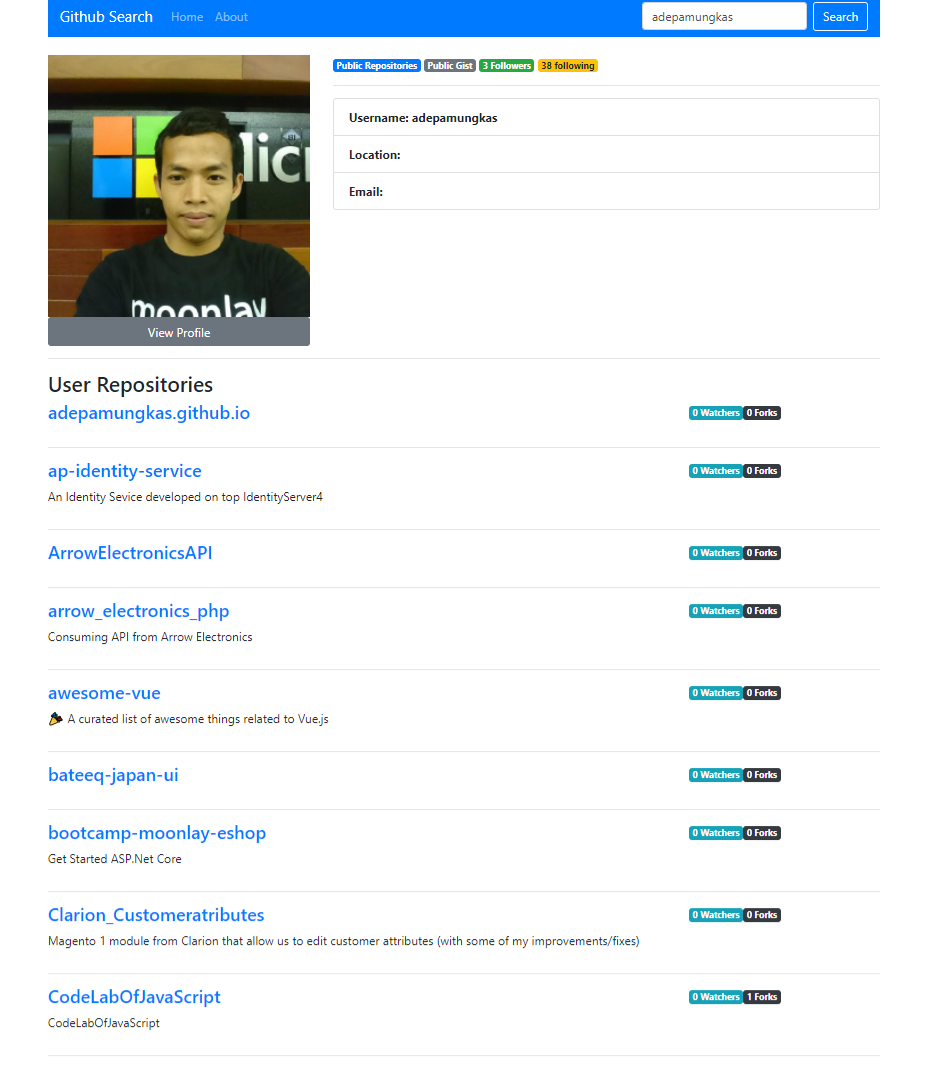 Github Search Home About adepamungkas Search
Public Repositories Public Gist 3 Followers 38 following
Username: adepamungkas
Location:
Email:
moonlay
View Profile
User Repositories
adepamungkas.github.io 0 Watchers 0 Forks
ap-identity-service 0 Watchers 0 Forks
An Identity Sevice developed on top IdentityServer4
ArrowElectronicsAPI 0 Watchers 0 Forks
arrow_electronics_php 0 Watchers 0 Forks
Consuming API from Arrow Electronics
awesome-vue 0 Watchers 0 Forks
🎉 A curated list of awesome things related to Vue.js
bateeq-japan-ui 0 Watchers 0 Forks
bootcamp-moonlay-eshop 0 Watchers 0 Forks
Get Started ASP.Net Core
Clarion_Customeratributes 0 Watchers 0 Forks
Magento 1 module from Clarion that allow us to edit customer attributes (with some of my improvements/fixes)
CodeLabOfJavaScript 0 Watchers 1 Forks
CodeLabOfJavaScript